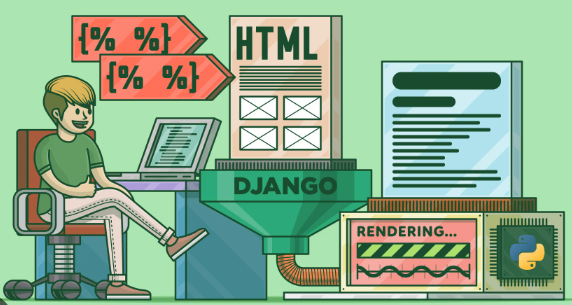 {% %}
{% %}
HTML
DJANGO
RENDERING...